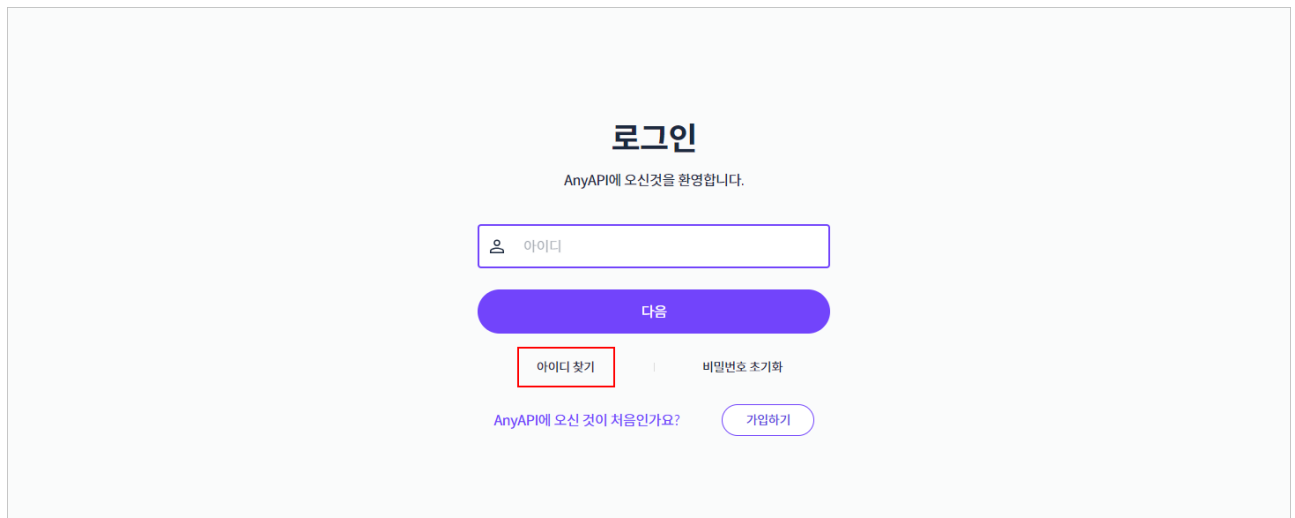 로그인
AnyAPI에 오신것을 환영합니다.
아이디
다음
아이디 찾기
비밀번호 초기화
AnyAPI에 오신 것이 처음인가요?
가입하기